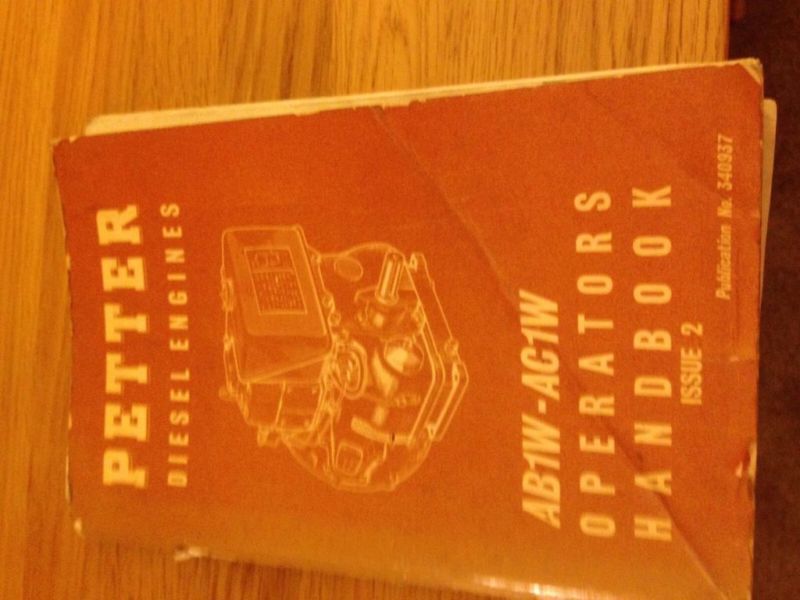 PETTER
DIESEL ENGINES
AB1W-AC1W
OPERATORS
HANDBOOK
ISSUE 2
Publication No. 340937